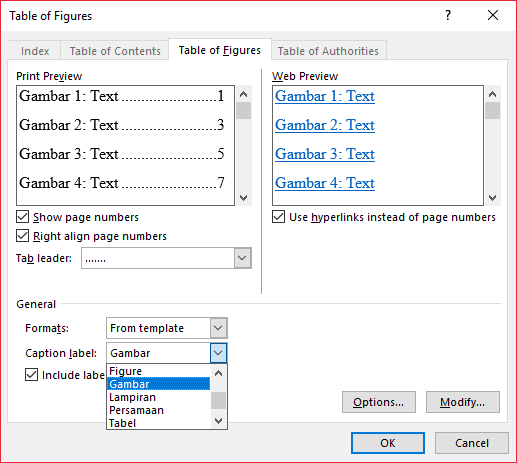 Table of Figures
Index
Table of Contents
Table of Figures
Table of Authorities
Print Preview
Gambar 1: Text ........................ 1
Gambar 2: Text ........................ 3
Gambar 3: Text ........................ 5
Gambar 4: Text ........................ 7
Show page numbers
Right align page numbers
Tab leader: .......
Web Preview
Gambar 1: Text
Gambar 2: Text
Gambar 3: Text
Gambar 4: Text
Use hyperlinks instead of page numbers
General
Formats: From template
Caption label: Gambar
Include labe
Figure
Gambar
Lampiran
Persamaan
Tabel
Options...
Modify...
OK
Cancel